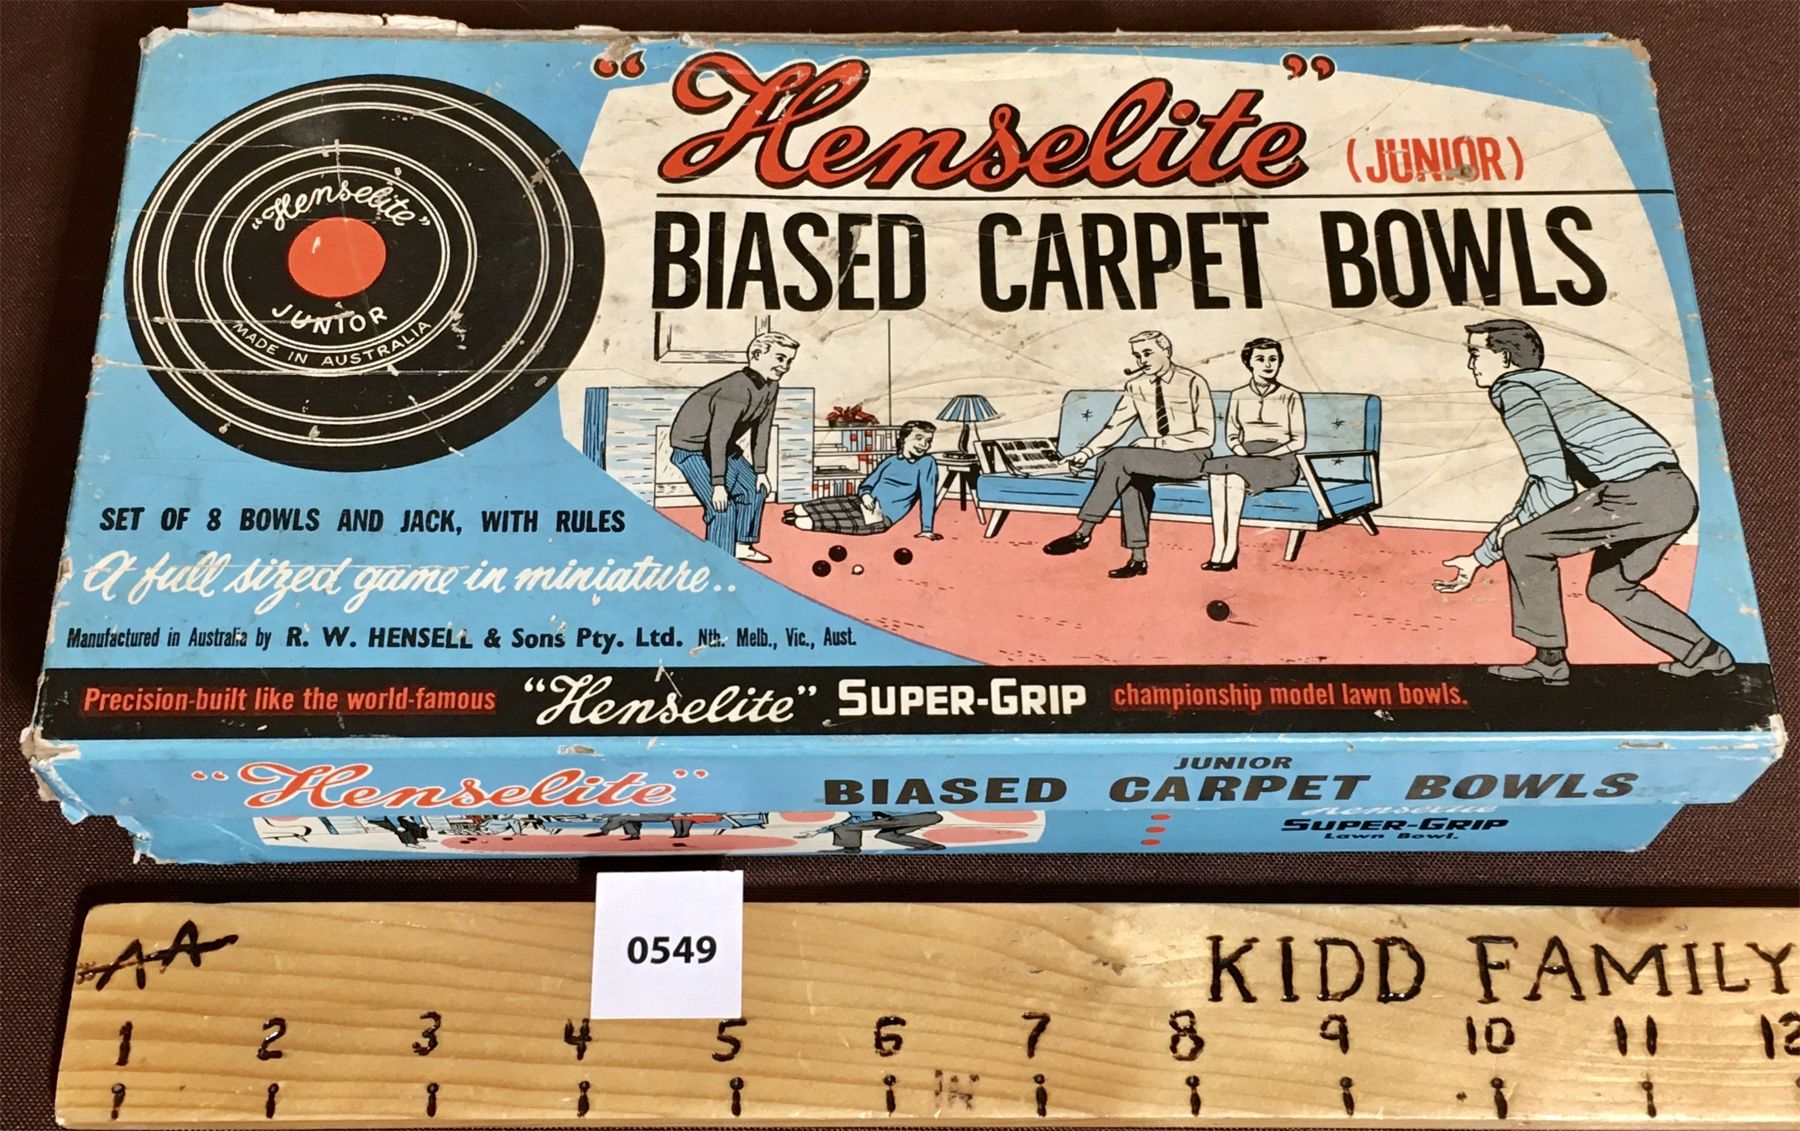 "Henselite" (JUNIOR)
BIASED CARPET BOWLS
"Henselite"
JUNIOR
MADE IN AUSTRALIA
SET OF 8 BOWLS AND JACK, WITH RULES
A full sized game in miniature..
Manufactured in Australia by R. W. HENSELL & Sons Pty. Ltd. Nth. Melb., Vic., Aust.
Precision-built like the world-famous "Henselite" SUPER-GRIP championship model lawn bowls.
"Henselite" JUNIOR
BIASED CARPET BOWLS
Henselite
SUPER-GRIP
Lawn Bowl.
0549
AA
KIDD FAMILY
1 2 3 4 5 6 7 8 9 10 11 12
IN